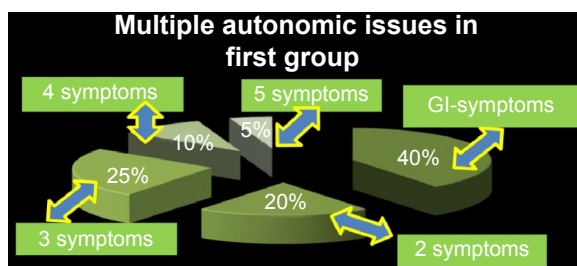 Multiple autonomic issues in
first group
4 symptoms
5 symptoms
GI-symptoms
5%
10%
40%
25%
20%
3 symptoms
2 symptoms